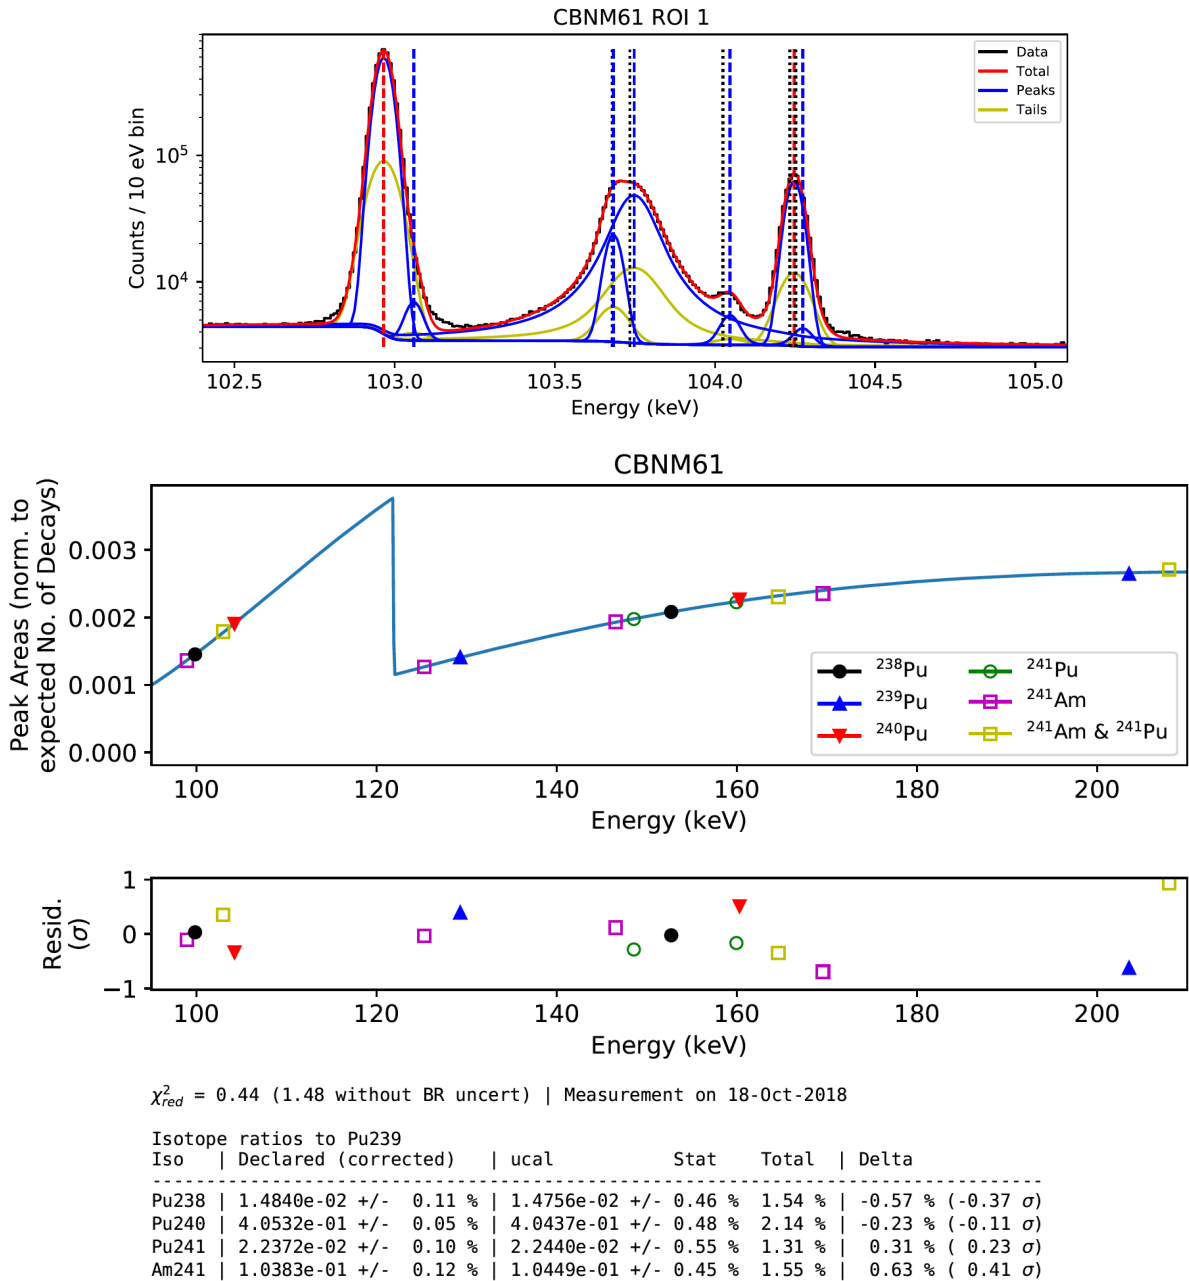 CBNM61 ROI 1
Counts / 10 eV bin
10⁵
10⁴
Data
Total
Peaks
Tails
102.5 103.0 103.5 104.0 104.5 105.0
Energy (keV)
CBNM61
Peak Areas (norm. to
expected No. of Decays)
0.003
0.002
0.001
0.000
²³⁸Pu ²⁴¹Pu
²³⁹Pu ²⁴¹Am
²⁴⁰Pu ²⁴¹Am & ²⁴¹Pu
100 120 140 160 180 200
Energy (keV)
Resid.
(σ)
1
0
−1
100 120 140 160 180 200
Energy (keV)
χ²red = 0.44 (1.48 without BR uncert) | Measurement on 18-Oct-2018
Isotope ratios to Pu239
Iso | Declared (corrected) | ucal Stat Total | Delta
--------------------------------------------------------------------------------
Pu238 | 1.4840e-02 +/- 0.11 % | 1.4756e-02 +/- 0.46 % 1.54 % | -0.57 % (-0.37 σ)
Pu240 | 4.0532e-01 +/- 0.05 % | 4.0437e-01 +/- 0.48 % 2.14 % | -0.23 % (-0.11 σ)
Pu241 | 2.2372e-02 +/- 0.10 % | 2.2440e-02 +/- 0.55 % 1.31 % | 0.31 % ( 0.23 σ)
Am241 | 1.0383e-01 +/- 0.12 % | 1.0449e-01 +/- 0.45 % 1.55 % | 0.63 % ( 0.41 σ)